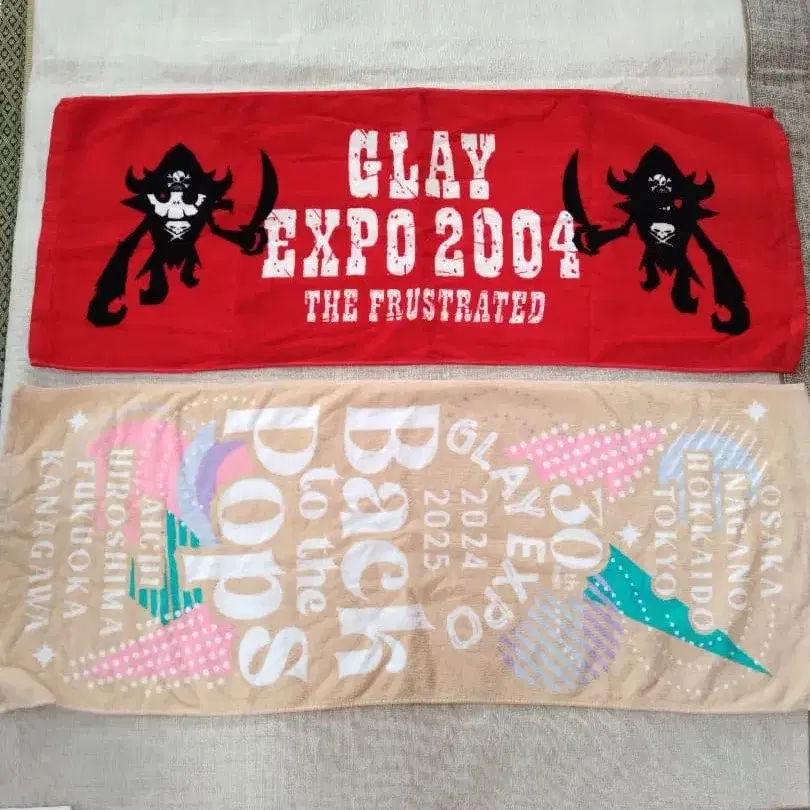 GLAY
EXPO 2004
THE FRUSTRATED
OSAKA
NAGANO
HOKKAIDO
TOKYO
30th
GLAY EXPO
2024
2025
Back
to the
Pops
AICHI
HIROSHIMA
FUKUOKA
KANAGAWA